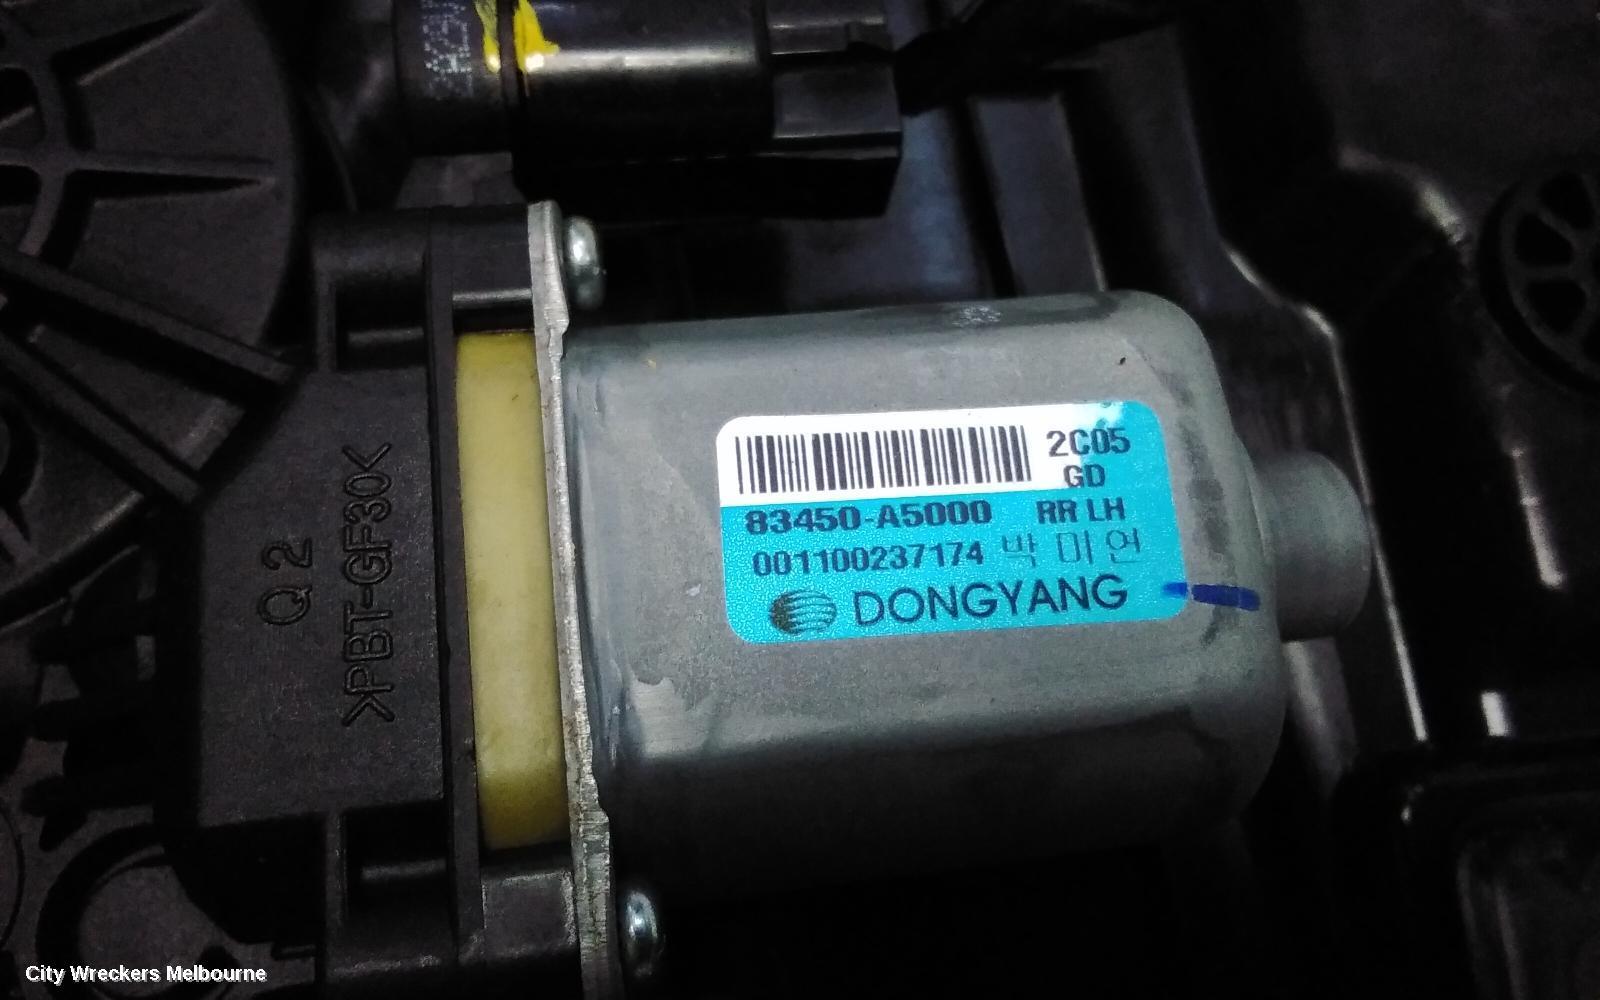 2C05
GD
83450-A5000 RR LH
001100237174 박 미 연
DONGYANG
Q 2
>PBT-GF30<
City Wreckers Melbourne